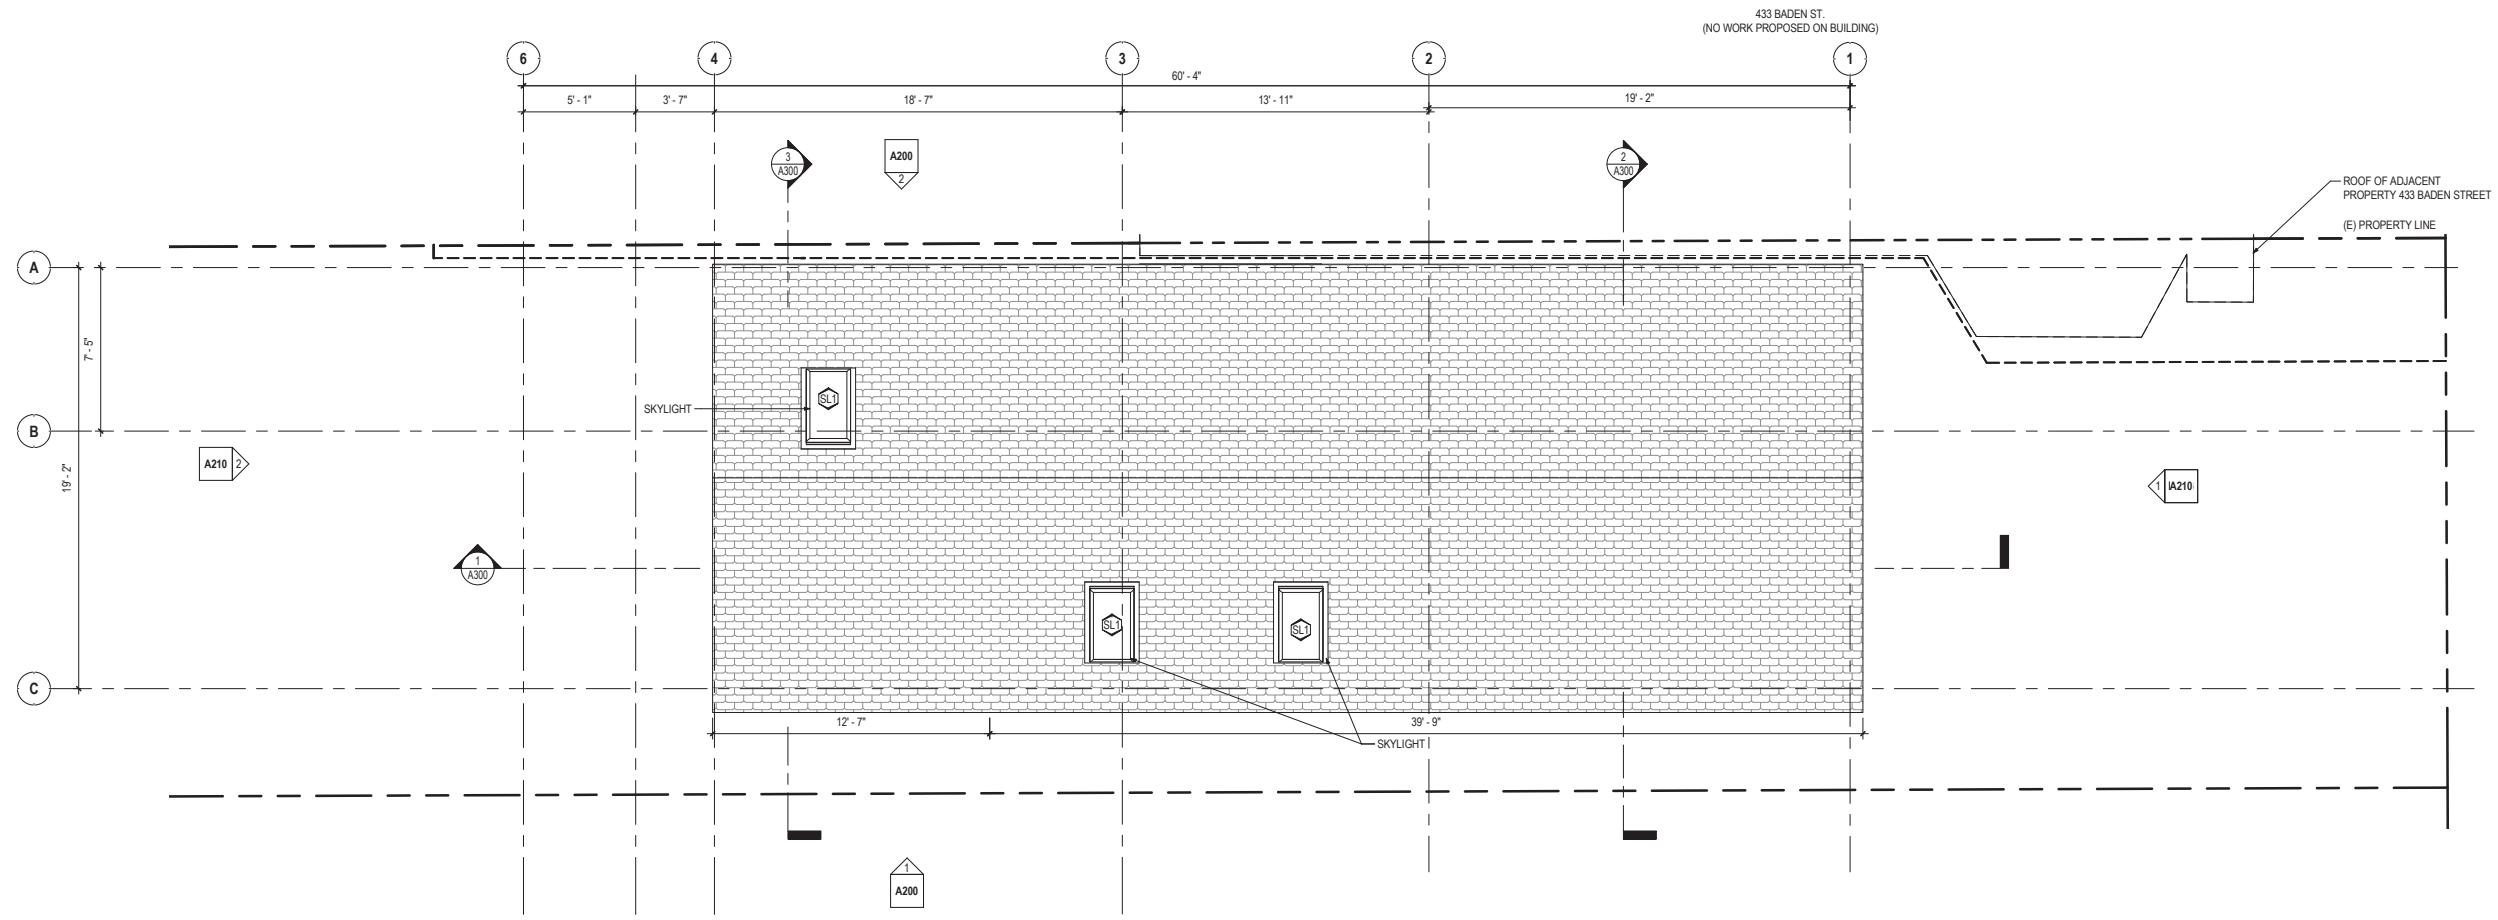 433 BADEN ST.
(NO WORK PROPOSED ON BUILDING)
6
4
3
2
1
60' - 4"
5' - 1"
3' - 7"
18' - 7"
13' - 11"
19' - 2"
3
A300
A200
2
2
A300
ROOF OF ADJACENT
PROPERTY 433 BADEN STREET
(E) PROPERTY LINE
A
7' - 5"
SL1
SKYLIGHT
B
A210
2
19' - 2"
1
A210
1
A300
SL1
SL1
C
12' - 7"
39' - 9"
SKYLIGHT
1
A200